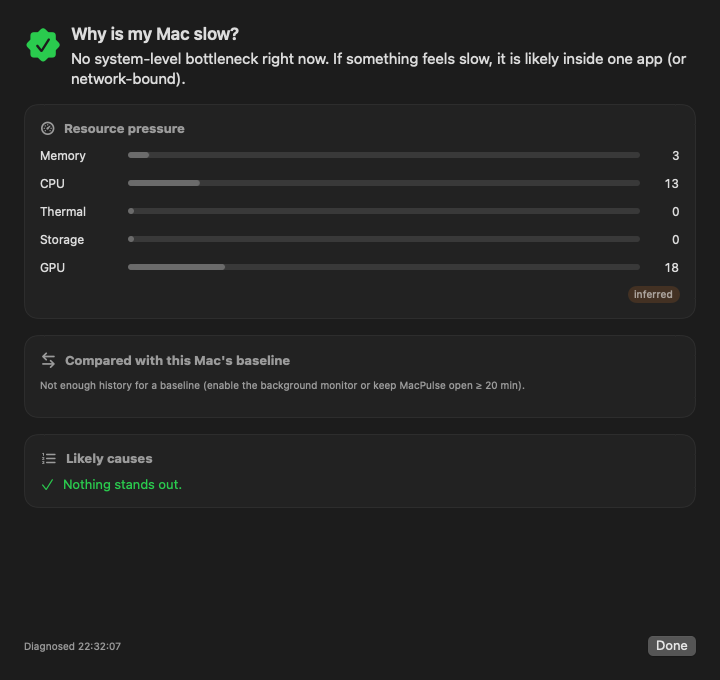 Why is my Mac slow?
No system-level bottleneck right now. If something feels slow, it is likely inside one app (or
network-bound).
Resource pressure
Memory 3
CPU 13
Thermal 0
Storage 0
GPU 18
inferred
Compared with this Mac's baseline
Not enough history for a baseline (enable the background monitor or keep MacPulse open ≥ 20 min).
Likely causes
Nothing stands out.
Diagnosed 22:32:07
Done